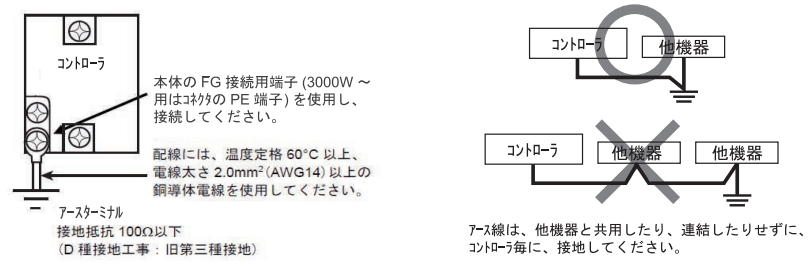 コントローラ
本体の FG 接続用端子 (3000W ～
用はコネクタの PE 端子) を使用し、
接続してください。
配線には、温度定格 60°C 以上、
電線太さ 2.0mm²(AWG14) 以上の
銅導体電線を使用してください。
アースターミナル
接地抵抗 100Ω以下
（D 種接地工事：旧第三種接地）
コントローラ
他機器
コントローラ
他機器
他機器
アース線は、他機器と共用したり、連結したりせずに、
コントローラ毎に、接地してください。